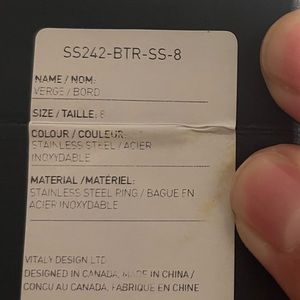 SS242-BTR-SS-8
NAME / NOM:
VERGE / BORD
SIZE / TAILLE: 8
COLOUR / COULEUR:
STAINLESS STEEL / ACIER
INOXYDABLE
MATERIAL / MATÉRIEL:
STAINLESS STEEL RING / BAGUE EN
ACIER INOXYDABLE
VITALY DESIGN LTD.
DESIGNED IN CANADA, MADE IN CHINA /
CONCU AU CANADA, FABRIQUE EN CHINE